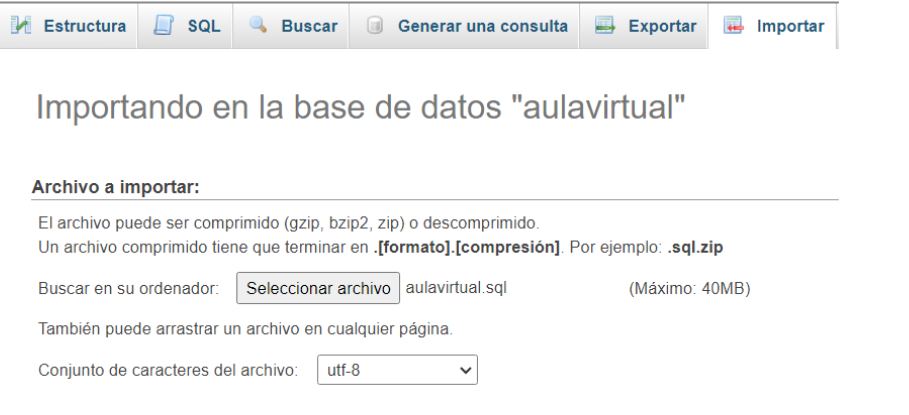 Estructura SQL Buscar Generar una consulta Exportar Importar
Importando en la base de datos "aulavirtual"
Archivo a importar:
El archivo puede ser comprimido (gzip, bzip2, zip) o descomprimido.
Un archivo comprimido tiene que terminar en .[formato].[compresión]. Por ejemplo: .sql.zip
Buscar en su ordenador: Seleccionar archivo aulavirtual.sql (Máximo: 40MB)
También puede arrastrar un archivo en cualquier página.
Conjunto de caracteres del archivo: utf-8